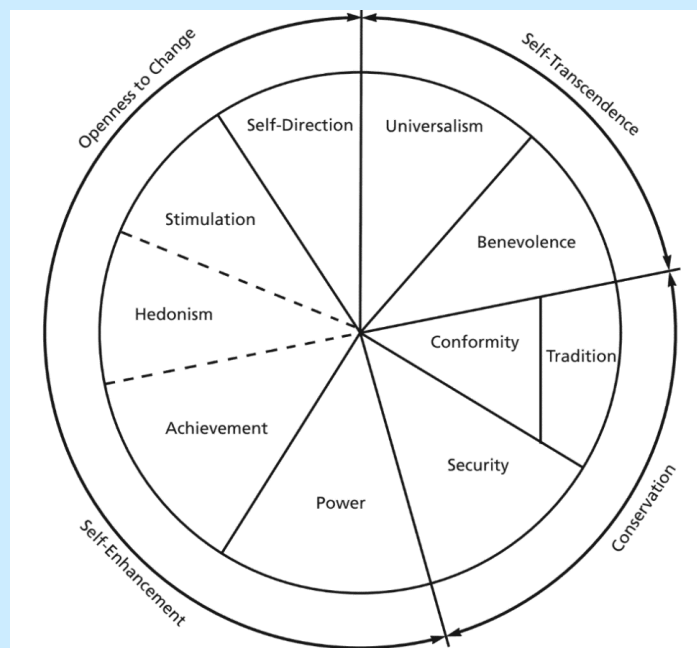 Openness to Change
Self-Transcendence
Self-Direction
Universalism
Stimulation
Benevolence
Hedonism
Conformity
Tradition
Achievement
Security
Power
Self-Enhancement
Conservation